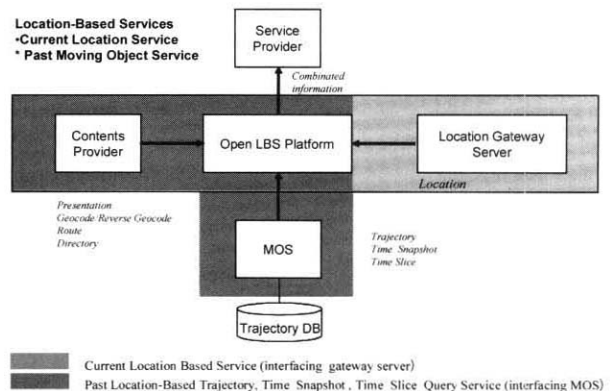 Location-Based Services
•Current Location Service
* Past Moving Object Service
Service
Provider
Combinated
information
Contents
Provider
Open LBS Platform
Location Gateway
Server
Location
Presentation
Geocode/Reverse Geocode
Route
Directory
MOS
Trajectory
Time Snapshot
Time Slice
Trajectory DB
Current Location Based Service (interfacing gateway server)
Past Location-Based Trajectory, Time Snapshot, Time Slice Query Service (interfacing MOS)